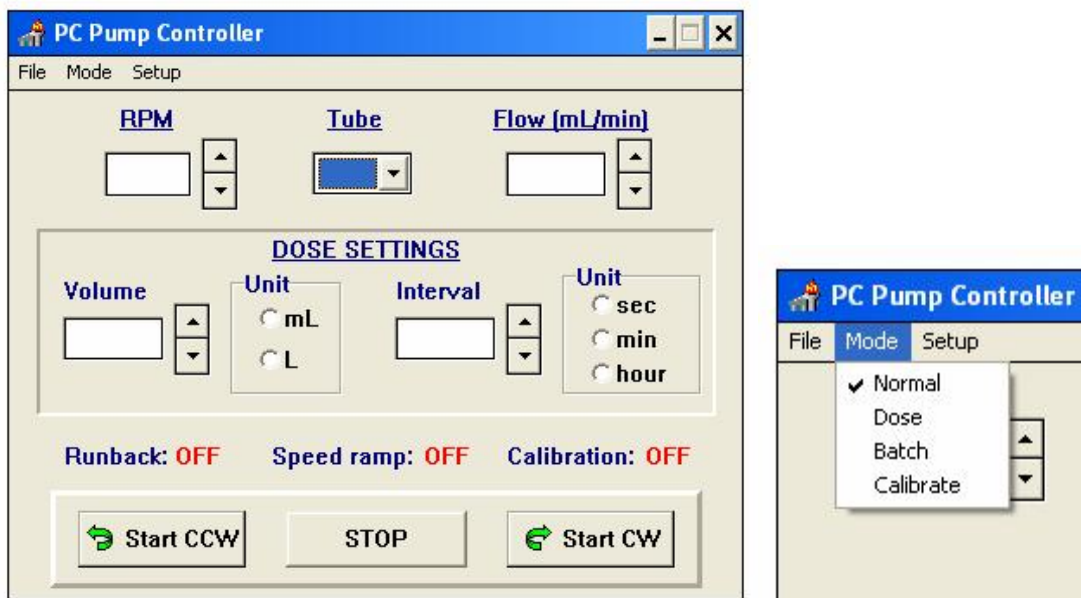 PC Pump Controller
File Mode Setup
RPM Tube Flow (mL/min)
DOSE SETTINGS
Volume Unit Interval Unit
mL sec
L min
hour
Runback: OFF Speed ramp: OFF Calibration: OFF
Start CCW STOP Start CW
PC Pump Controller
File Mode Setup
Normal
Dose
Batch
Calibrate